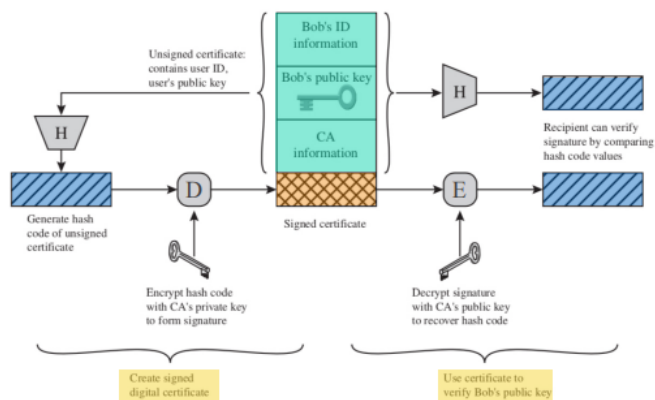 Bob's ID
information
Bob's public key
CA
information
Unsigned certificate:
contains user ID,
user's public key
H
H
Recipient can verify
signature by comparing
hash code values
D
E
Generate hash
code of unsigned
certificate
Signed certificate
Encrypt hash code
with CA's private key
to form signature
Decrypt signature
with CA's public key
to recover hash code
Create signed
digital certificate
Use certificate to
verify Bob's public key